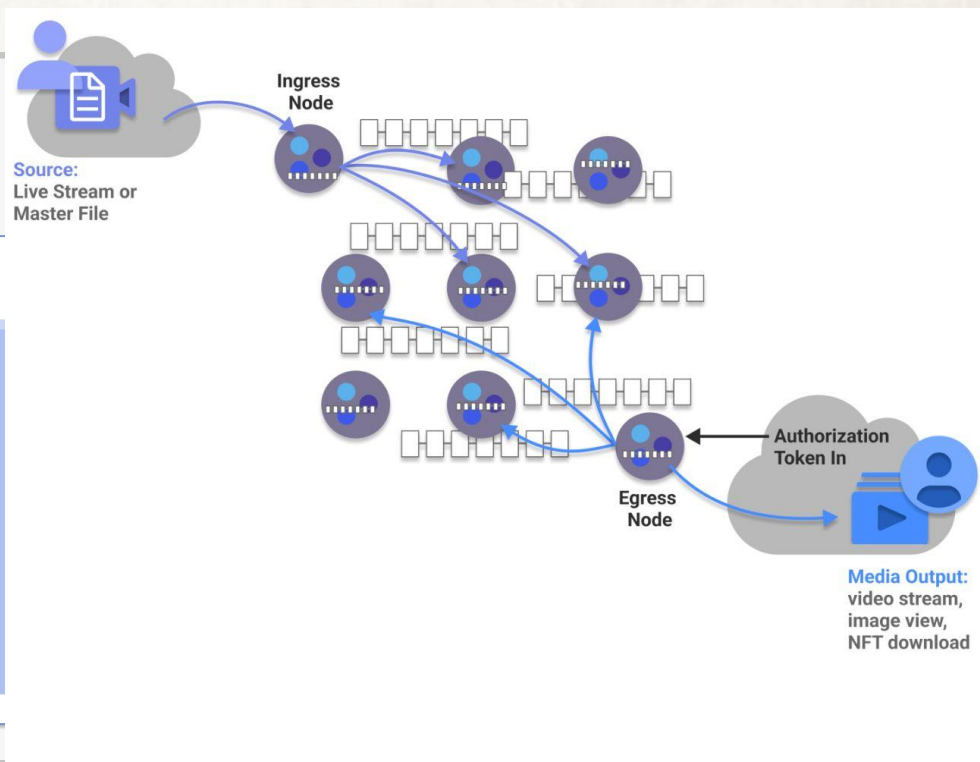 Ingress
Node
Source:
Live Stream or
Master File
Authorization
Token In
Egress
Node
Media Output:
video stream,
image view,
NFT download